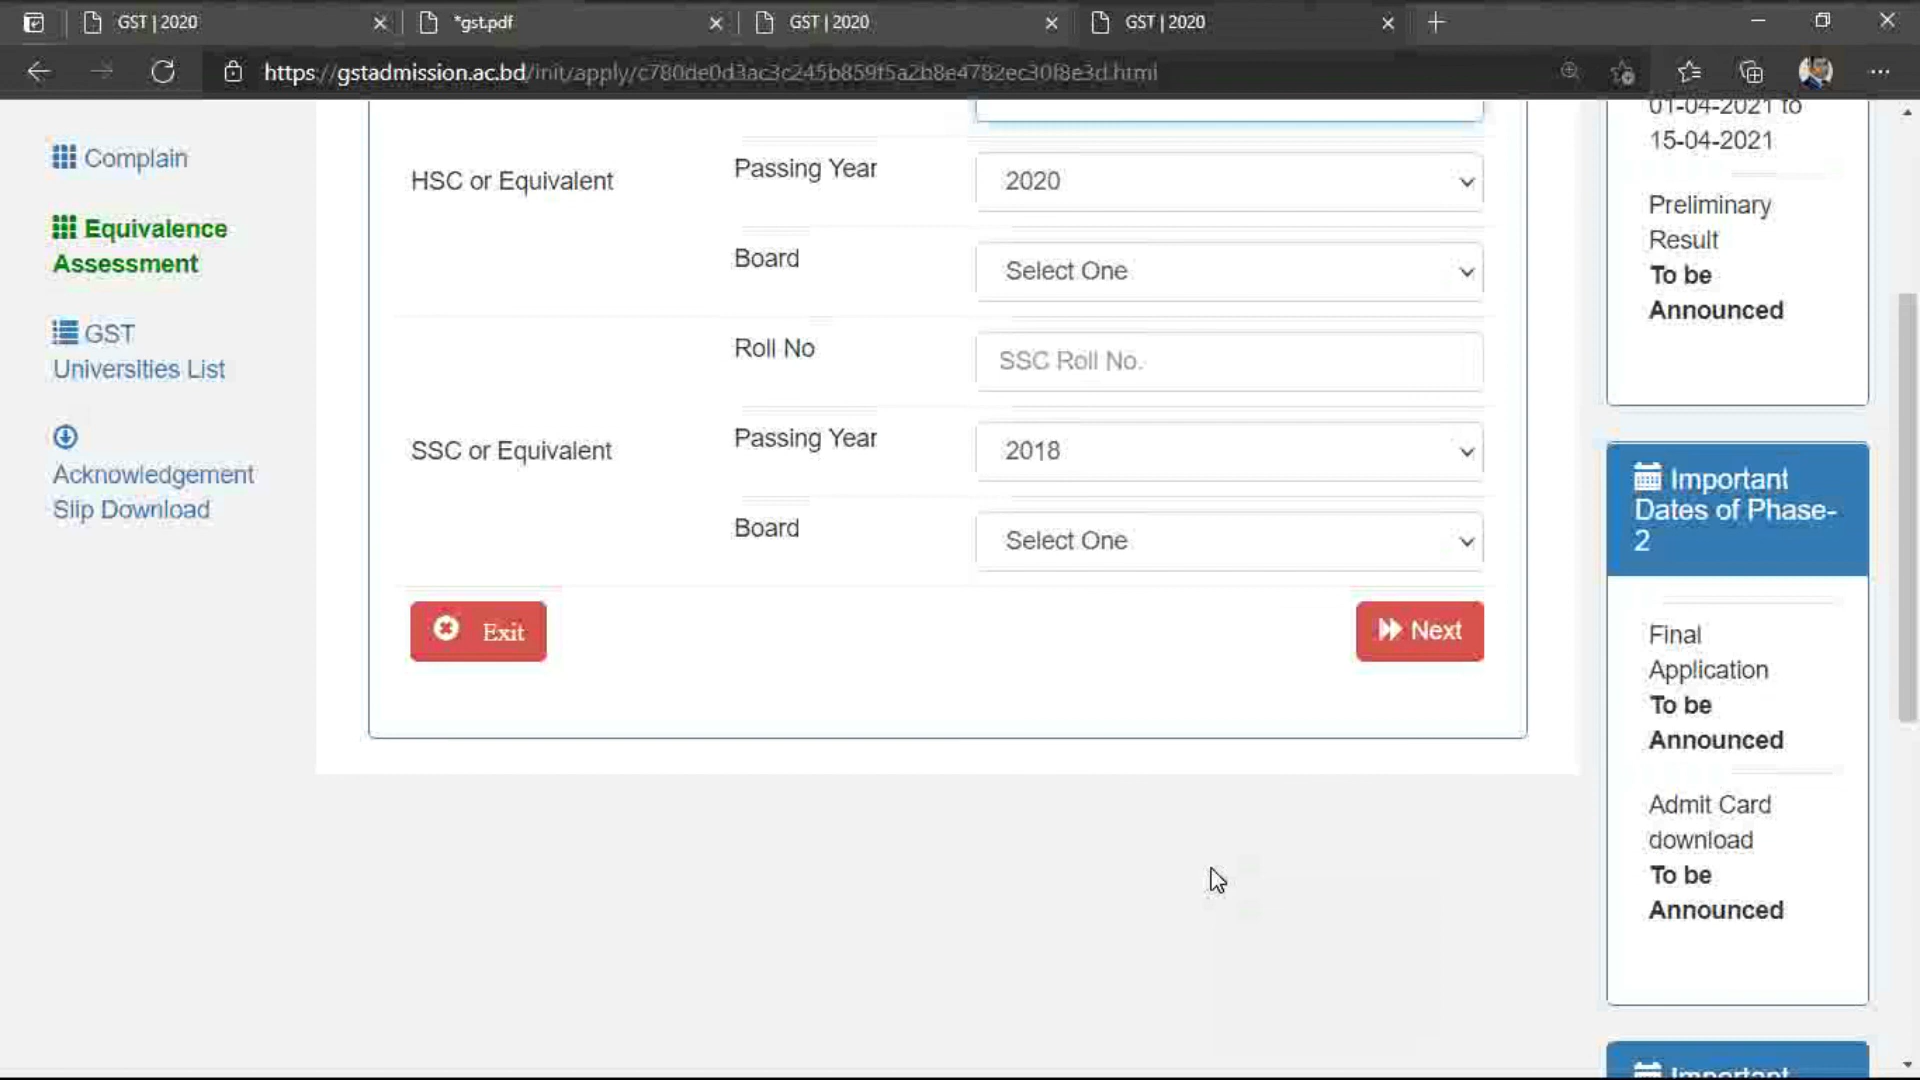 GST | 2020
*gst.pdf
GST | 2020
GST | 2020
https://gstadmission.ac.bd/init/apply/c780de0d3ac3c245b859f5a2b8e4782ec30f8e3d.html
Complain
Equivalence
Assessment
GST
Universities List
Acknowledgement
Slip Download
HSC or Equivalent
Passing Year
2020
Board
Select One
Roll No
SSC Roll No.
SSC or Equivalent
Passing Year
2018
Board
Select One
Exit
Next
01-04-2021 to
15-04-2021
Preliminary
Result
To be
Announced
Important
Dates of Phase-
2
Final
Application
To be
Announced
Admit Card
download
To be
Announced
Important